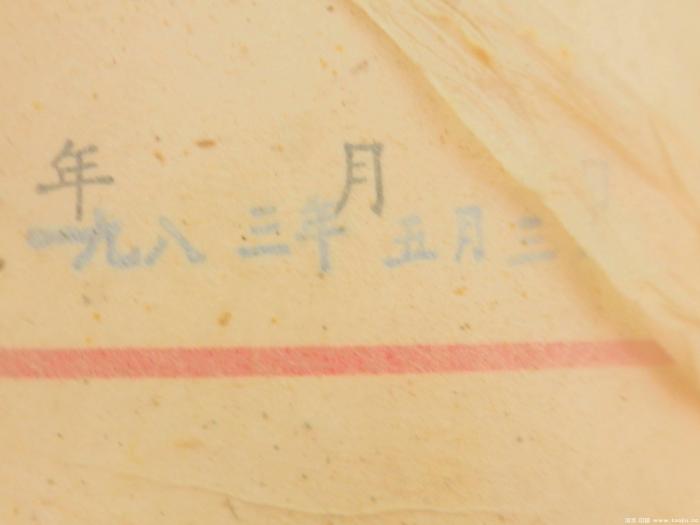 年 月
一九八三年五月三